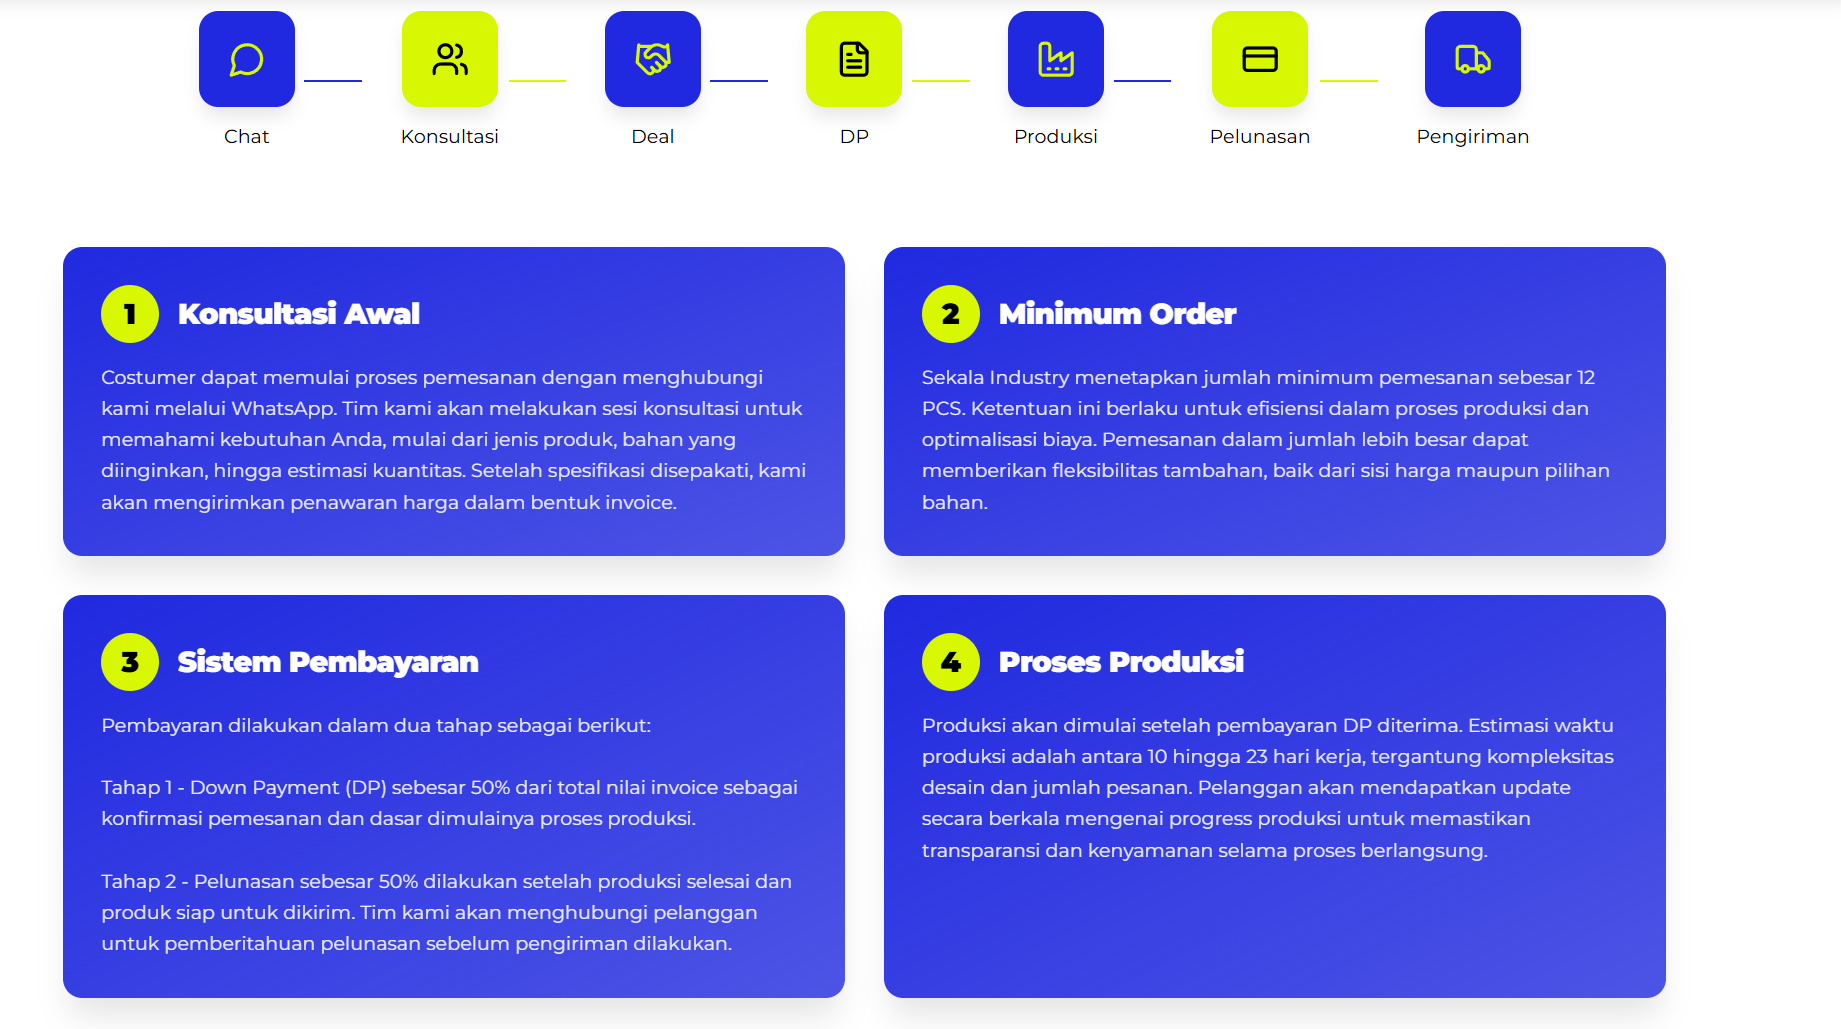 Chat
Konsultasi
Deal
DP
Produksi
Pelunasan
Pengiriman
1
Konsultasi Awal
Costumer dapat memulai proses pemesanan dengan menghubungi
kami melalui WhatsApp. Tim kami akan melakukan sesi konsultasi untuk
memahami kebutuhan Anda, mulai dari jenis produk, bahan yang
diinginkan, hingga estimasi kuantitas. Setelah spesifikasi disepakati, kami
akan mengirimkan penawaran harga dalam bentuk invoice.
2
Minimum Order
Sekala Industry menetapkan jumlah minimum pemesanan sebesar 12
PCS. Ketentuan ini berlaku untuk efisiensi dalam proses produksi dan
optimalisasi biaya. Pemesanan dalam jumlah lebih besar dapat
memberikan fleksibilitas tambahan, baik dari sisi harga maupun pilihan
bahan.
3
Sistem Pembayaran
Pembayaran dilakukan dalam dua tahap sebagai berikut:
Tahap 1 - Down Payment (DP) sebesar 50% dari total nilai invoice sebagai
konfirmasi pemesanan dan dasar dimulainya proses produksi.
Tahap 2 - Pelunasan sebesar 50% dilakukan setelah produksi selesai dan
produk siap untuk dikirim. Tim kami akan menghubungi pelanggan
untuk pemberitahuan pelunasan sebelum pengiriman dilakukan.
4
Proses Produksi
Produksi akan dimulai setelah pembayaran DP diterima. Estimasi waktu
produksi adalah antara 10 hingga 23 hari kerja, tergantung kompleksitas
desain dan jumlah pesanan. Pelanggan akan mendapatkan update
secara berkala mengenai progress produksi untuk memastikan
transparansi dan kenyamanan selama proses berlangsung.